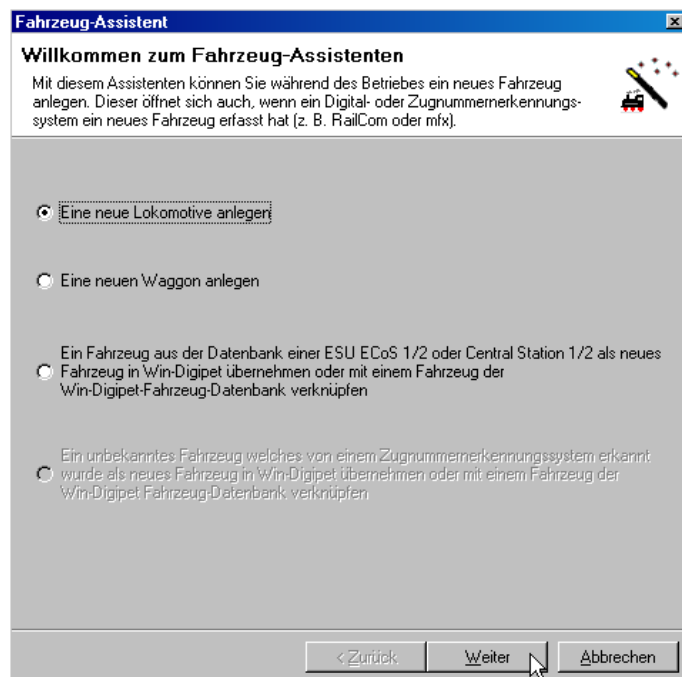 Fahrzeug-Assistent
Willkommen zum Fahrzeug-Assistenten
Mit diesem Assistenten können Sie während des Betriebes ein neues Fahrzeug
anlegen. Dieser öffnet sich auch, wenn ein Digital- oder Zugnummernerkennungs-
system ein neues Fahrzeug erfasst hat (z. B. RailCom oder mfx).
Eine neue Lokomotive anlegen
Eine neuen Waggon anlegen
Ein Fahrzeug aus der Datenbank einer ESU ECoS 1/2 oder Central Station 1/2 als neues
Fahrzeug in Win-Digipet übernehmen oder mit einem Fahrzeug der
Win-Digipet-Fahrzeug-Datenbank verknüpfen
Ein unbekanntes Fahrzeug welches von einem Zugnummernerkennungssystem erkannt
wurde als neues Fahrzeug in Win-Digipet übernehmen oder mit einem Fahrzeug der
Win-Digipet Fahrzeug-Datenbank verknüpfen
< Zurück Weiter Abbrechen